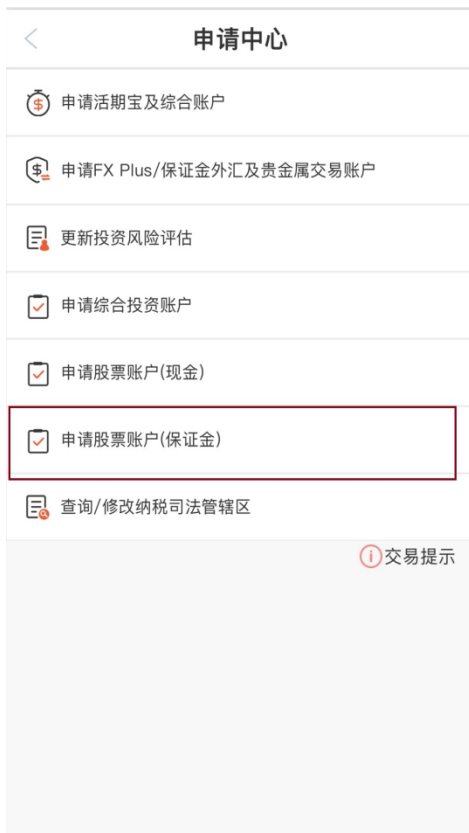 申请中心
申请活期宝及综合账户
申请FX Plus/保证金外汇及贵金属交易账户
更新投资风险评估
申请综合投资账户
申请股票账户(现金)
申请股票账户(保证金)
查询/修改纳税司法管辖区
交易提示